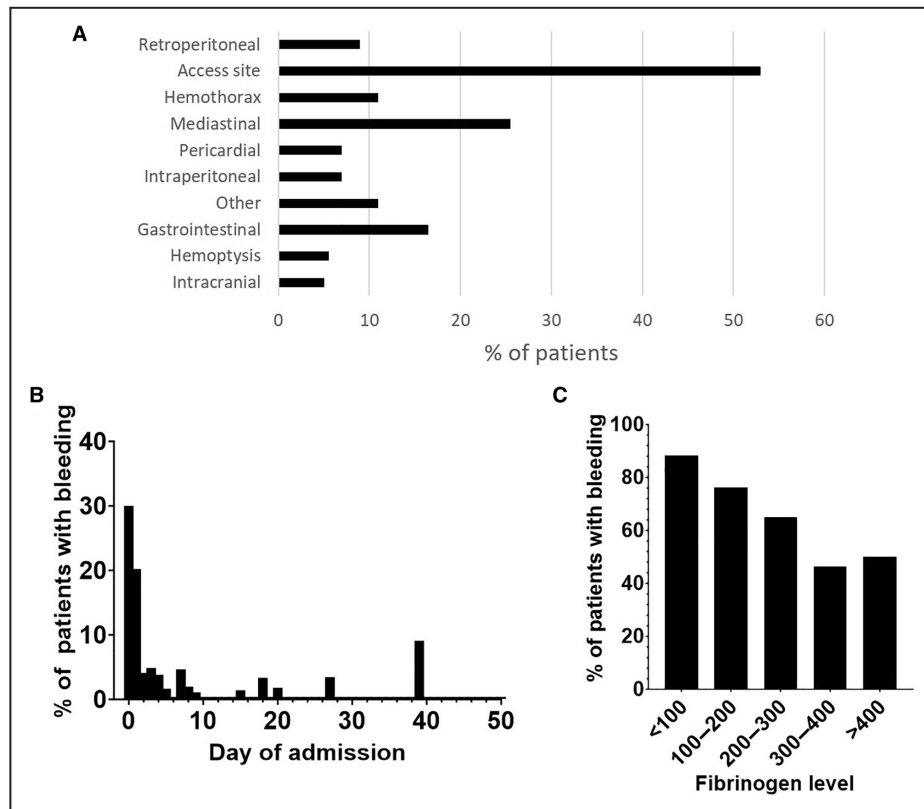 A
Retroperitoneal
Access site
Hemothorax
Mediastinal
Pericardial
Intraperitoneal
Other
Gastrointestinal
Hemoptysis
Intracranial
0 10 20 30 40 50 60
% of patients
B
% of patients with bleeding
40
30
20
10
0
0 10 20 30 40 50
Day of admission
C
% of patients with bleeding
100
80
60
40
20
0
<100 100–200 200–300 300–400 >400
Fibrinogen level